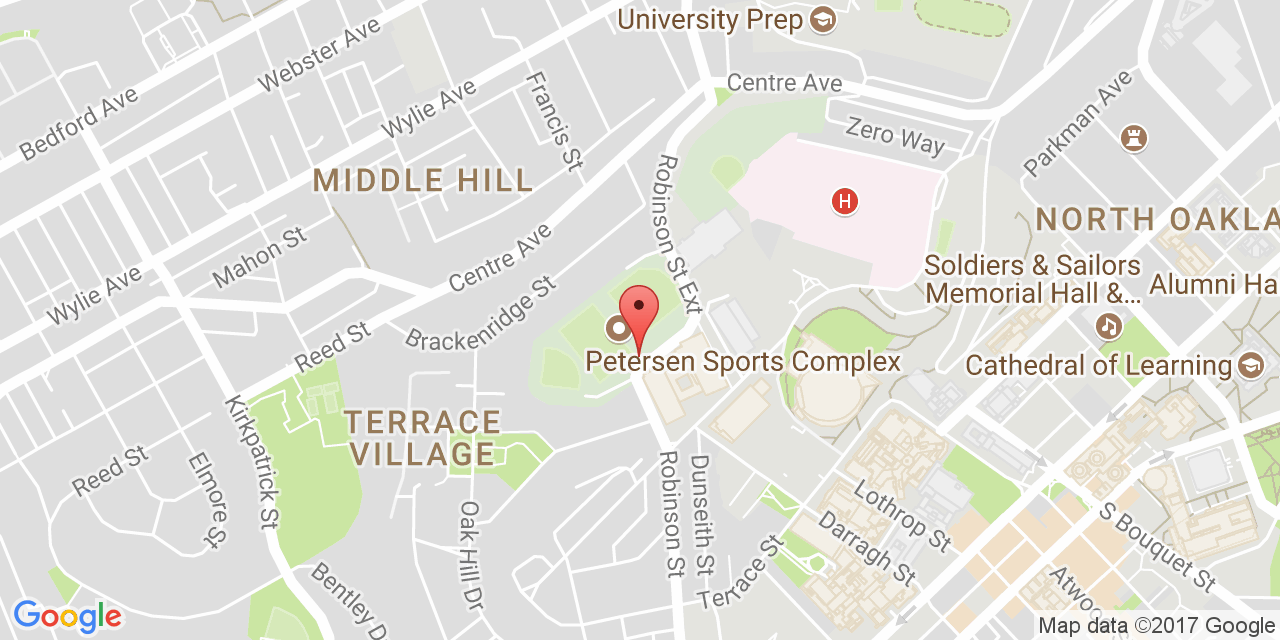 University Prep
Centre Ave
Webster Ave
Bedford Ave
Wylie Ave
Francis St
Parkman Ave
Zero Way
MIDDLE HILL
Robinson St Ext
H
NORTH OAKLA
Mahon St
Centre Ave
Soldiers & Sailors
Memorial Hall &...
Alumni Ha
Wylie Ave
Brackenridge St
Reed St
Petersen Sports Complex
Cathedral of Learning
Kirkpatrick St
TERRACE
VILLAGE
Reed St
Elmore St
Oak Hill Dr
Robinson St
Dunseith St
Lothrop St
Darragh St
S Bouquet St
Terrace St
Bentley D
Atwoo
Google
Map data ©2017 Google